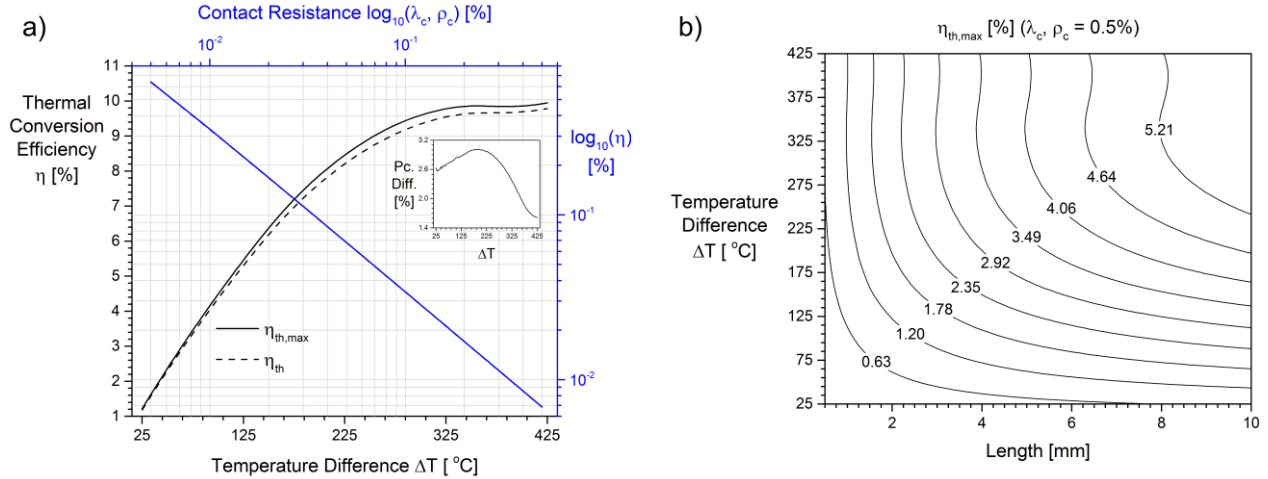 a)
Contact Resistance log₁₀(λc, ρc) [%]
10⁻² 10⁻¹
11
10
9
8
7
6
5
4
3
2
1
Thermal
Conversion
Efficiency
η [%]
log₁₀(η)
[%]
10⁻¹
10⁻²
3.2
2.6
2.0
1.4
Pc.
Diff.
[%]
25 125 225 325 425
ΔT
η_th,max
η_th
25 125 225 325 425
Temperature Difference ΔT [ °C]
b)
η_th,max [%] (λc, ρc = 0.5%)
425
375
325
275
225
175
125
75
25
Temperature
Difference
ΔT [ °C]
5.21
4.64
4.06
3.49
2.92
2.35
1.78
1.20
0.63
2 4 6 8 10
Length [mm]